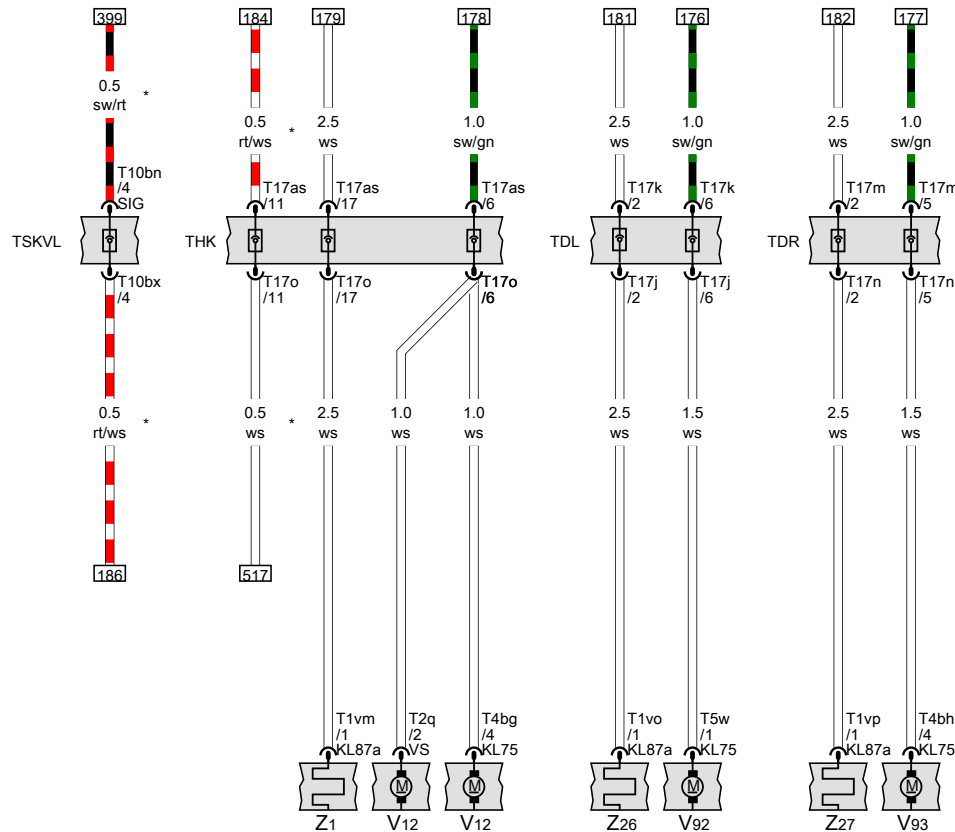 399 184 179 178 181 176 182 177
0.5 0.5 2.5 1.0 2.5 1.0 2.5 1.0
sw/rt * rt/ws * ws sw/gn ws sw/gn ws sw/gn
T10bn T17as T17as T17as T17k T17k T17m T17m
/4 /11 /17 /6 /2 /6 /2 /5
SIG
TSKVL THK TDL TDR
T10bx T17o T17o T17o T17j T17j T17n T17n
/4 /11 /17 /6 /2 /6 /2 /5
0.5 0.5 2.5 1.0 1.0 2.5 1.5 2.5 1.5
rt/ws * ws * ws ws ws ws ws ws ws
186 517
T1vm T2q T4bg T1vo T5w T1vp T4bh
/1 /2 /4 /1 /1 /1 /4
KL87a VS KL75 KL87a KL75 KL87a KL75
M M M M
Z1 V12 V12 Z26 V92 Z27 V93